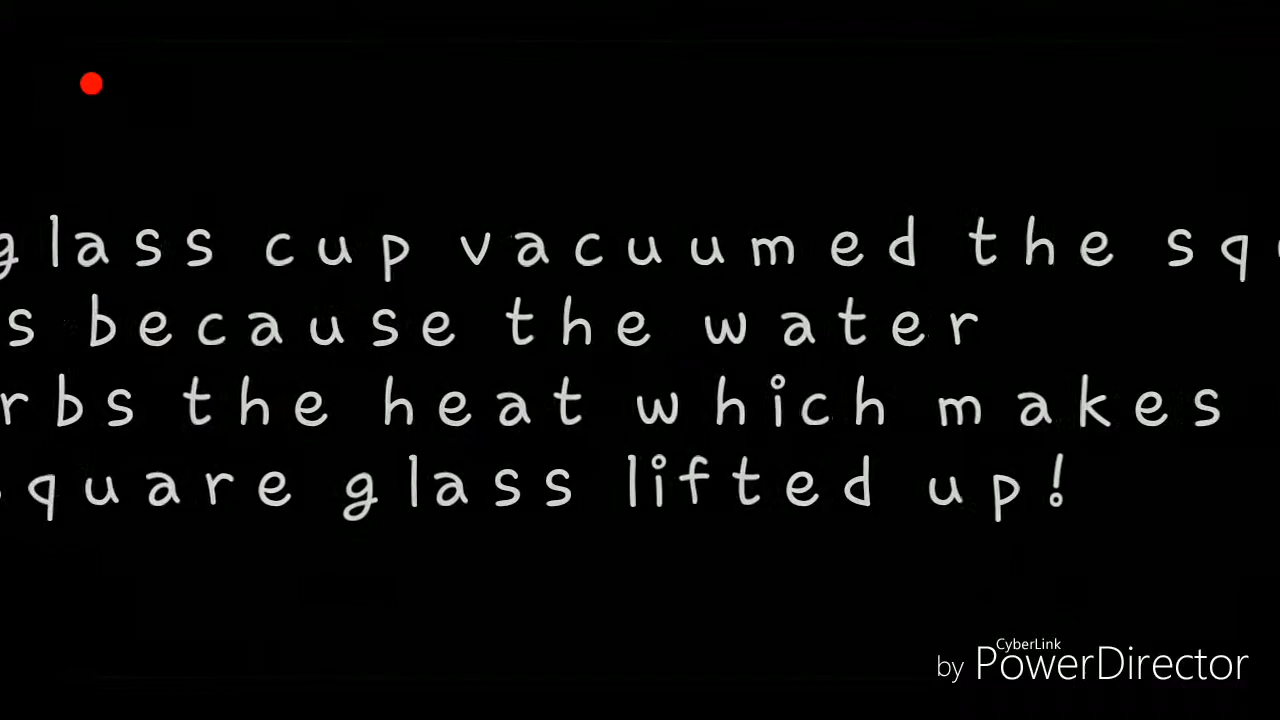 glass cup vacuumed the squ
s because the water
rbs the heat which makes
square glass lifted up!
CyberLink
by PowerDirector